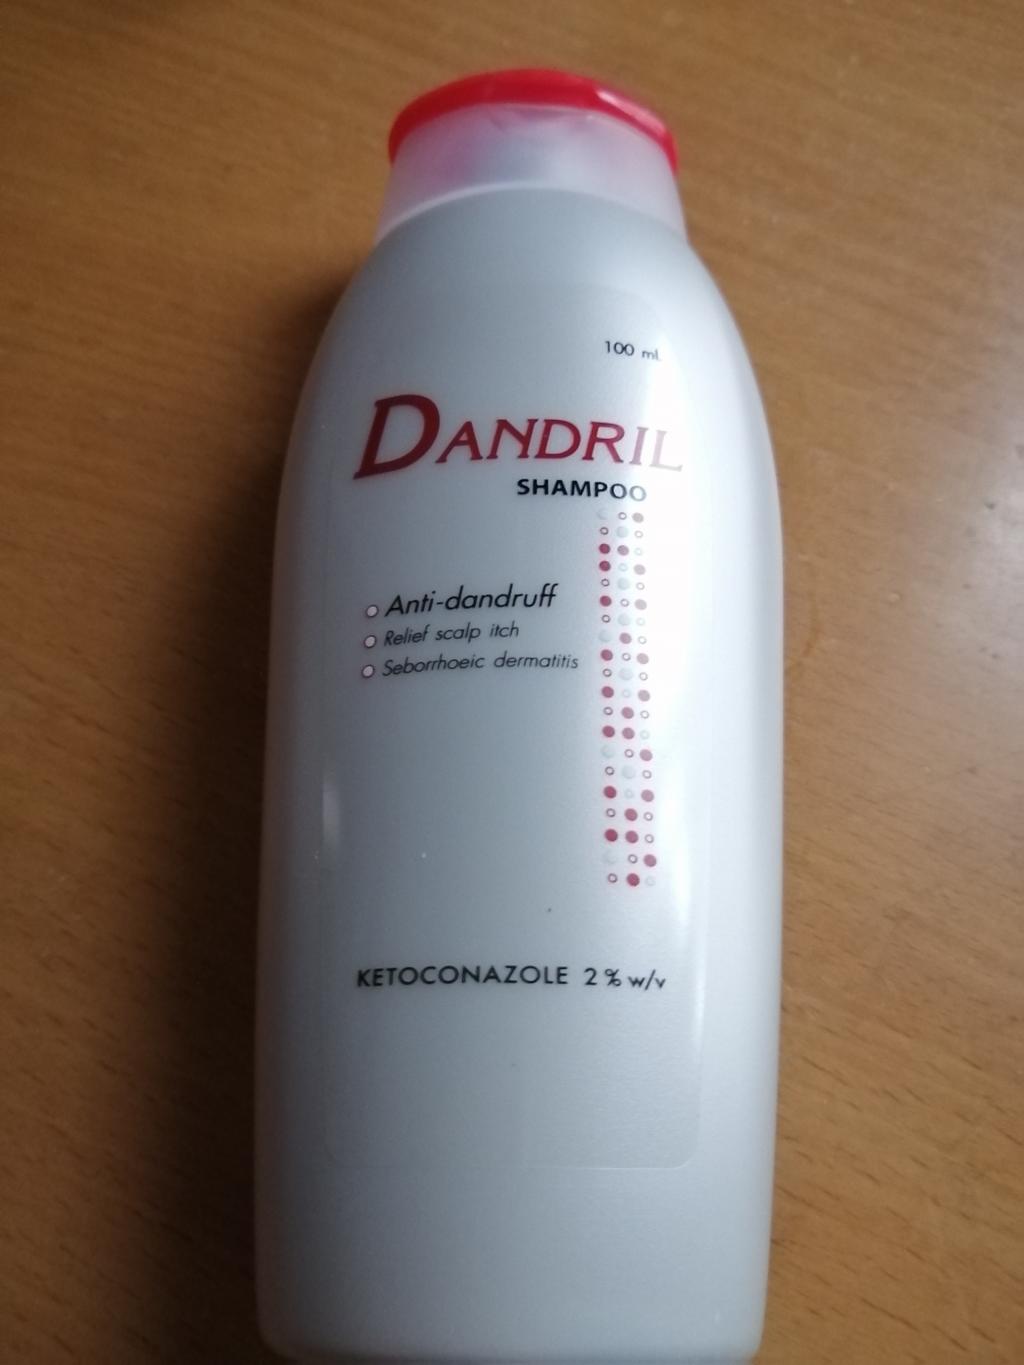 100 ml.
DANDRIL
SHAMPOO
Anti-dandruff
Relief scalp itch
Seborrhoeic dermatitis
KETOCONAZOLE 2% w/v